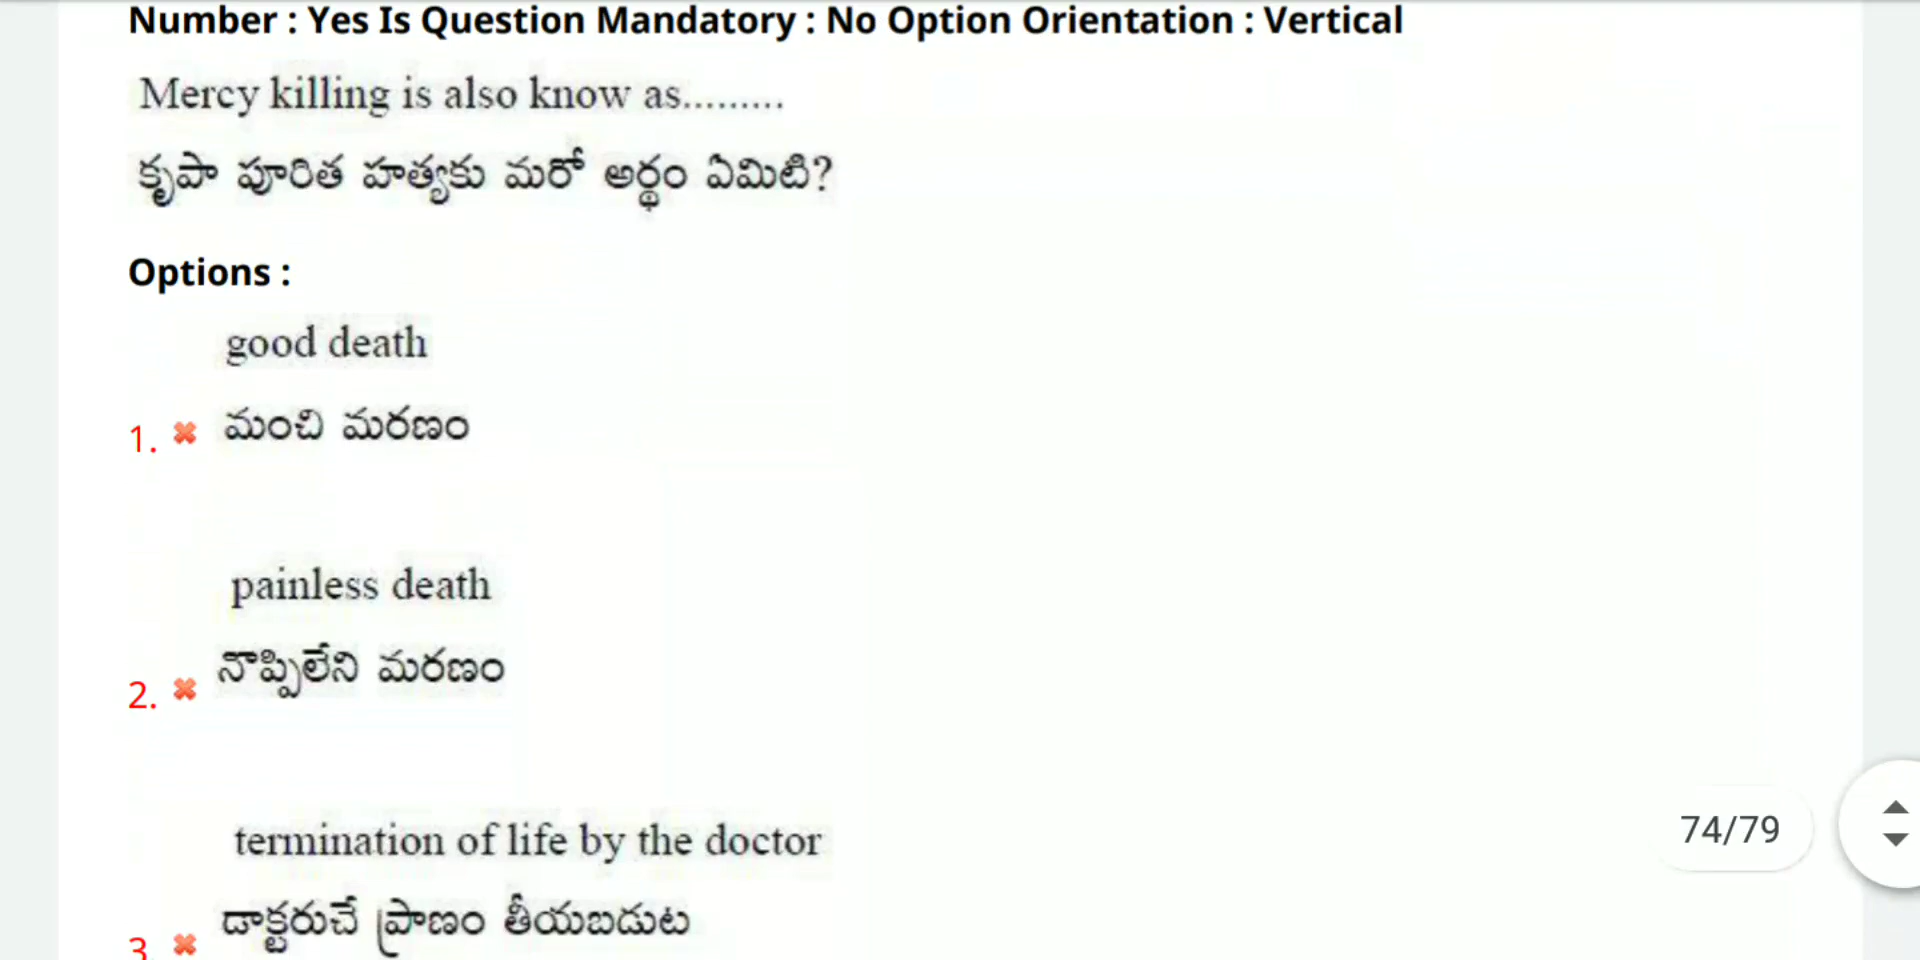 Number : Yes Is Question Mandatory : No Option Orientation : Vertical
Mercy killing is also know as.........
కృపా పూరిత హత్యకు మరో అర్థం ఏమిటి?
Options :
good death
1. ✖ మంచి మరణం
painless death
2. ✖ నొప్పిలేని మరణం
termination of life by the doctor
3. ✖ డాక్టరుచే ప్రాణం తీయబడుట
74/79